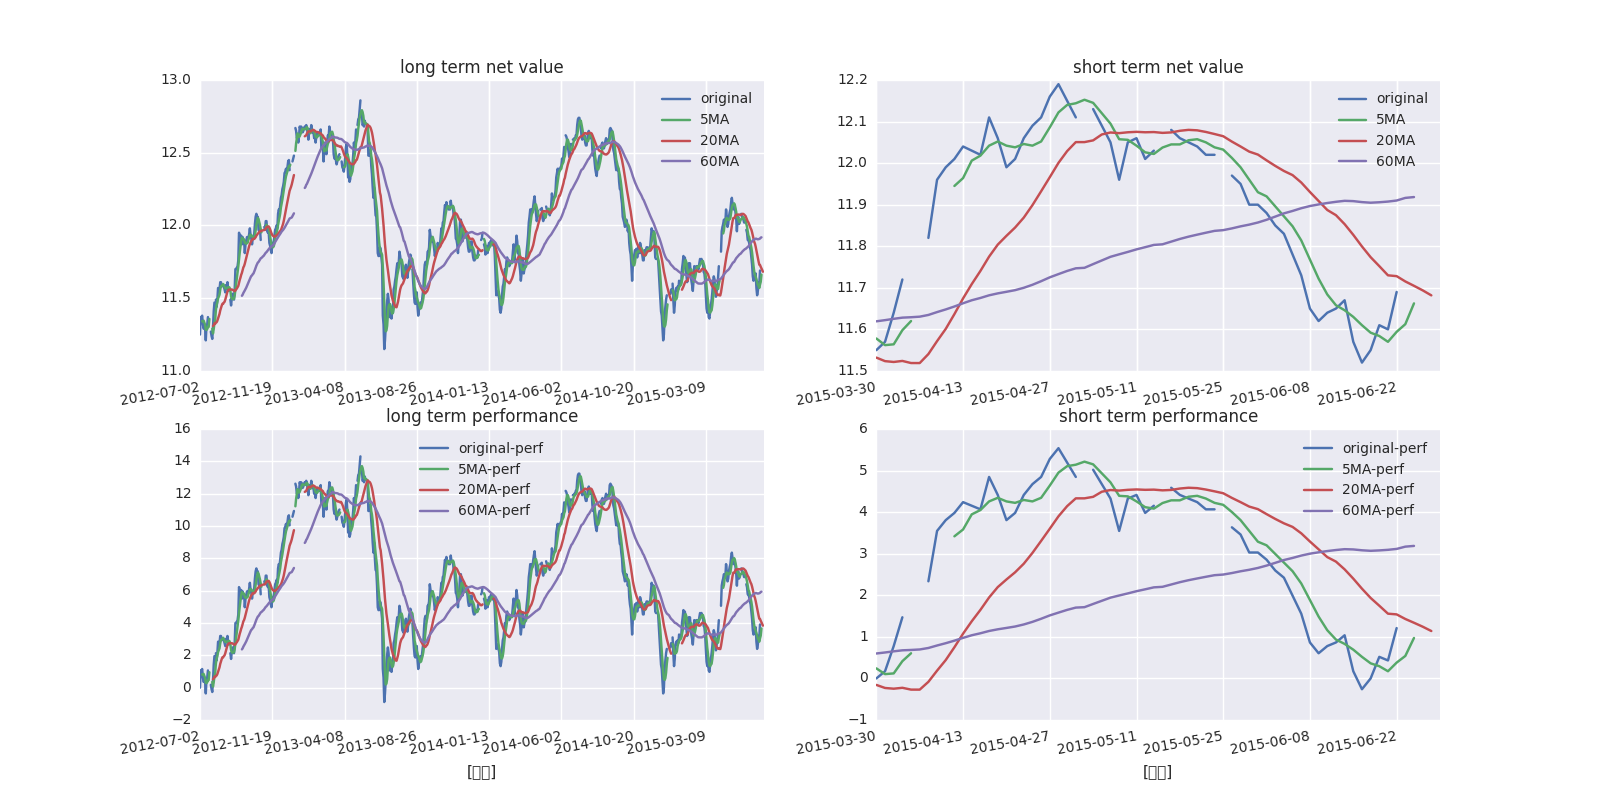 long term net value
13.0
12.5
12.0
11.5
11.0
original
5MA
20MA
60MA
2012-07-02 2012-11-19 2013-04-08 2013-08-26 2014-01-13 2014-06-02 2014-10-20 2015-03-09
short term net value
12.2
12.1
12.0
11.9
11.8
11.7
11.6
11.5
original
5MA
20MA
60MA
2015-03-30 2015-04-13 2015-04-27 2015-05-11 2015-05-25 2015-06-08 2015-06-22
long term performance
16
14
12
10
8
6
4
2
0
−2
original-perf
5MA-perf
20MA-perf
60MA-perf
2012-07-02 2012-11-19 2013-04-08 2013-08-26 2014-01-13 2014-06-02 2014-10-20 2015-03-09
short term performance
6
5
4
3
2
1
0
−1
original-perf
5MA-perf
20MA-perf
60MA-perf
2015-03-30 2015-04-13 2015-04-27 2015-05-11 2015-05-25 2015-06-08 2015-06-22